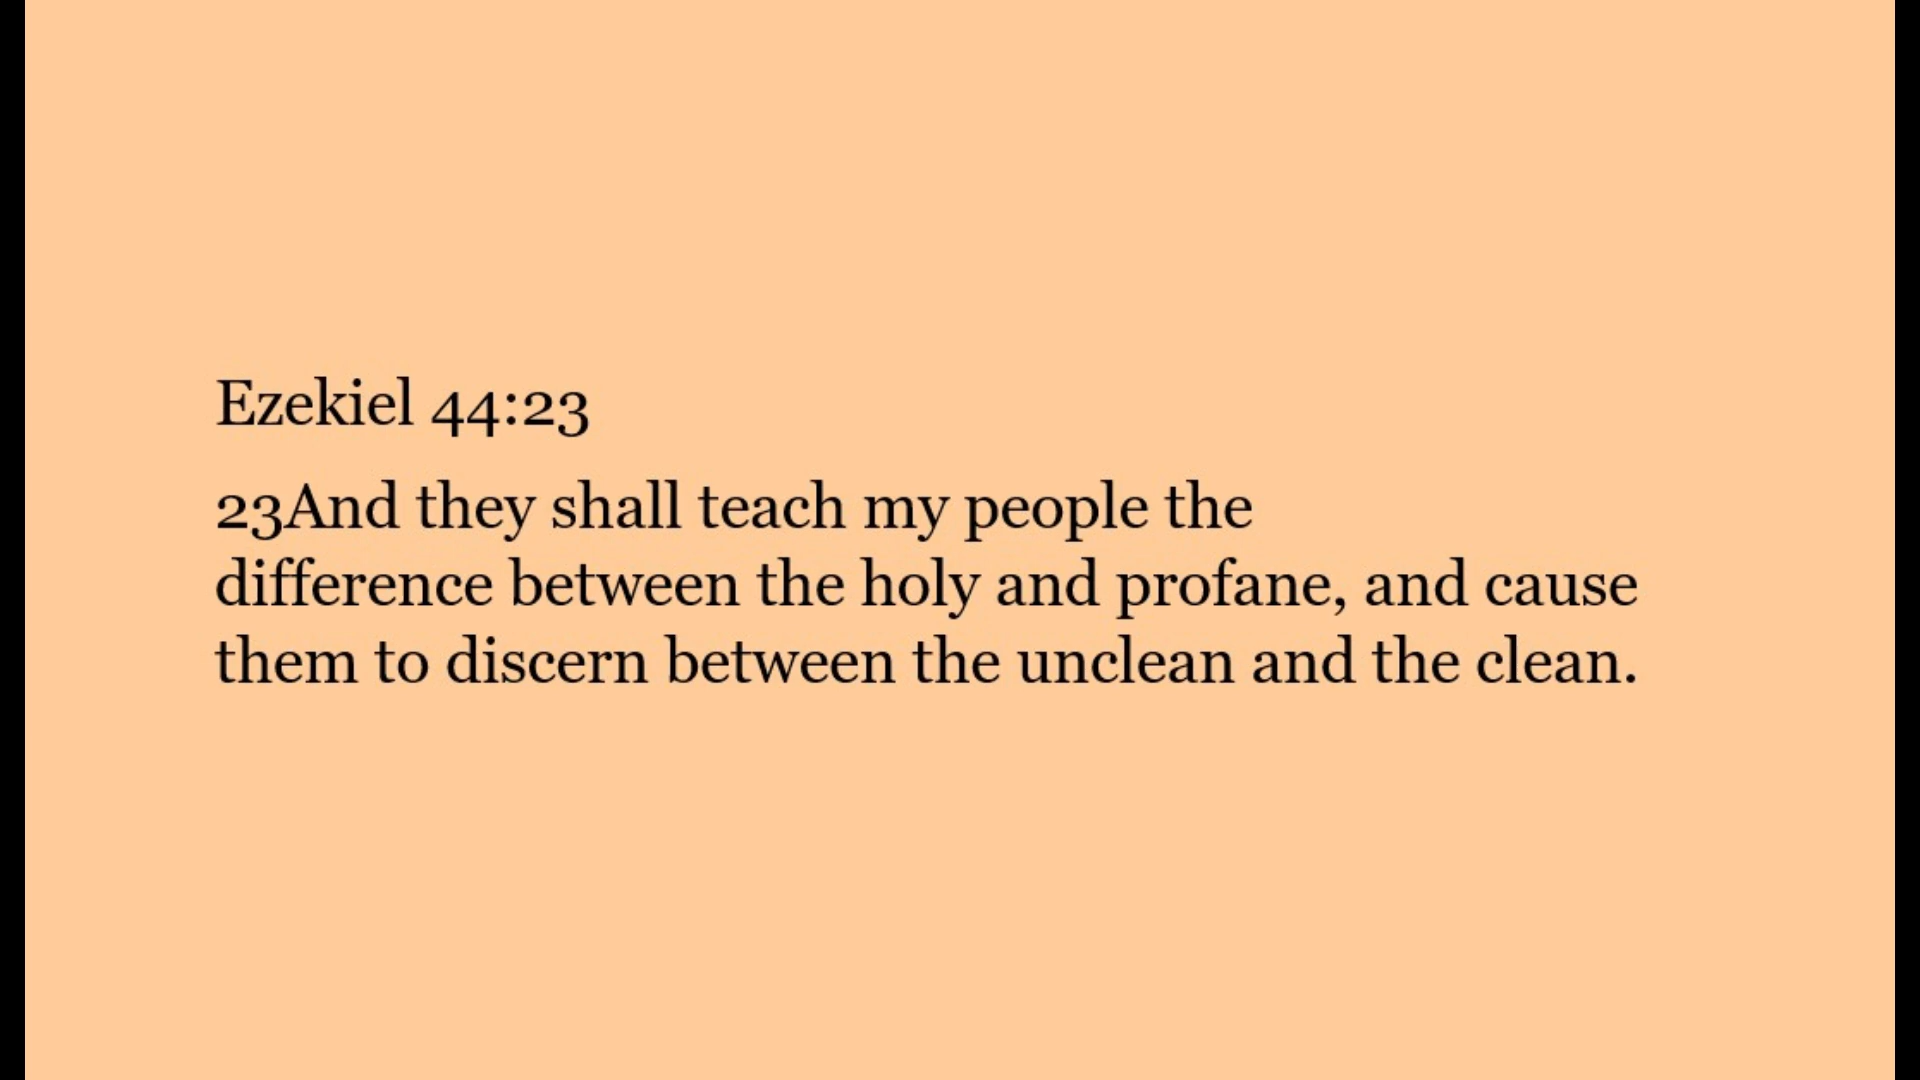 Ezekiel 44:23
23And they shall teach my people the
difference between the holy and profane, and cause
them to discern between the unclean and the clean.